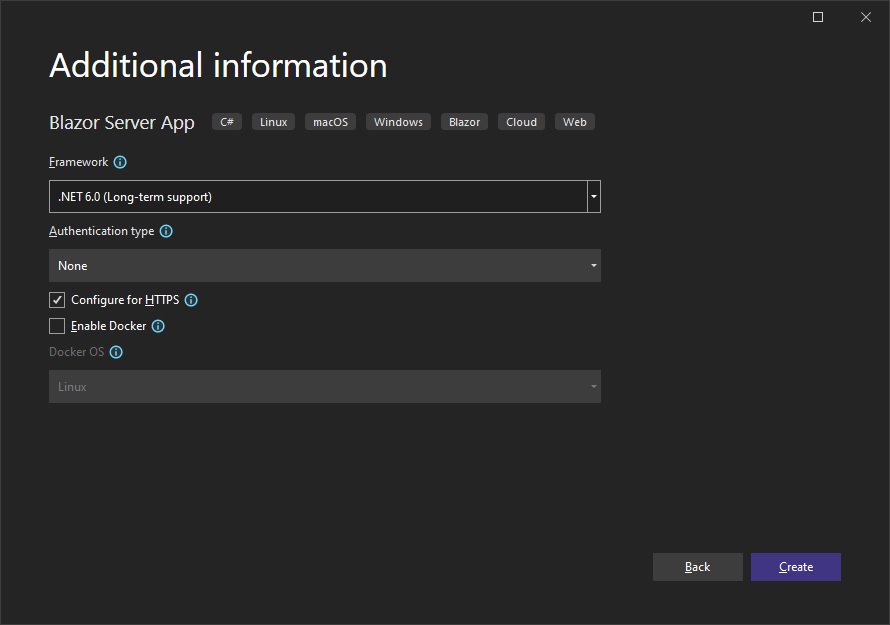 Additional information
Blazor Server App C# Linux macOS Windows Blazor Cloud Web
Framework
.NET 6.0 (Long-term support)
Authentication type
None
Configure for HTTPS
Enable Docker
Docker OS
Linux
Back Create